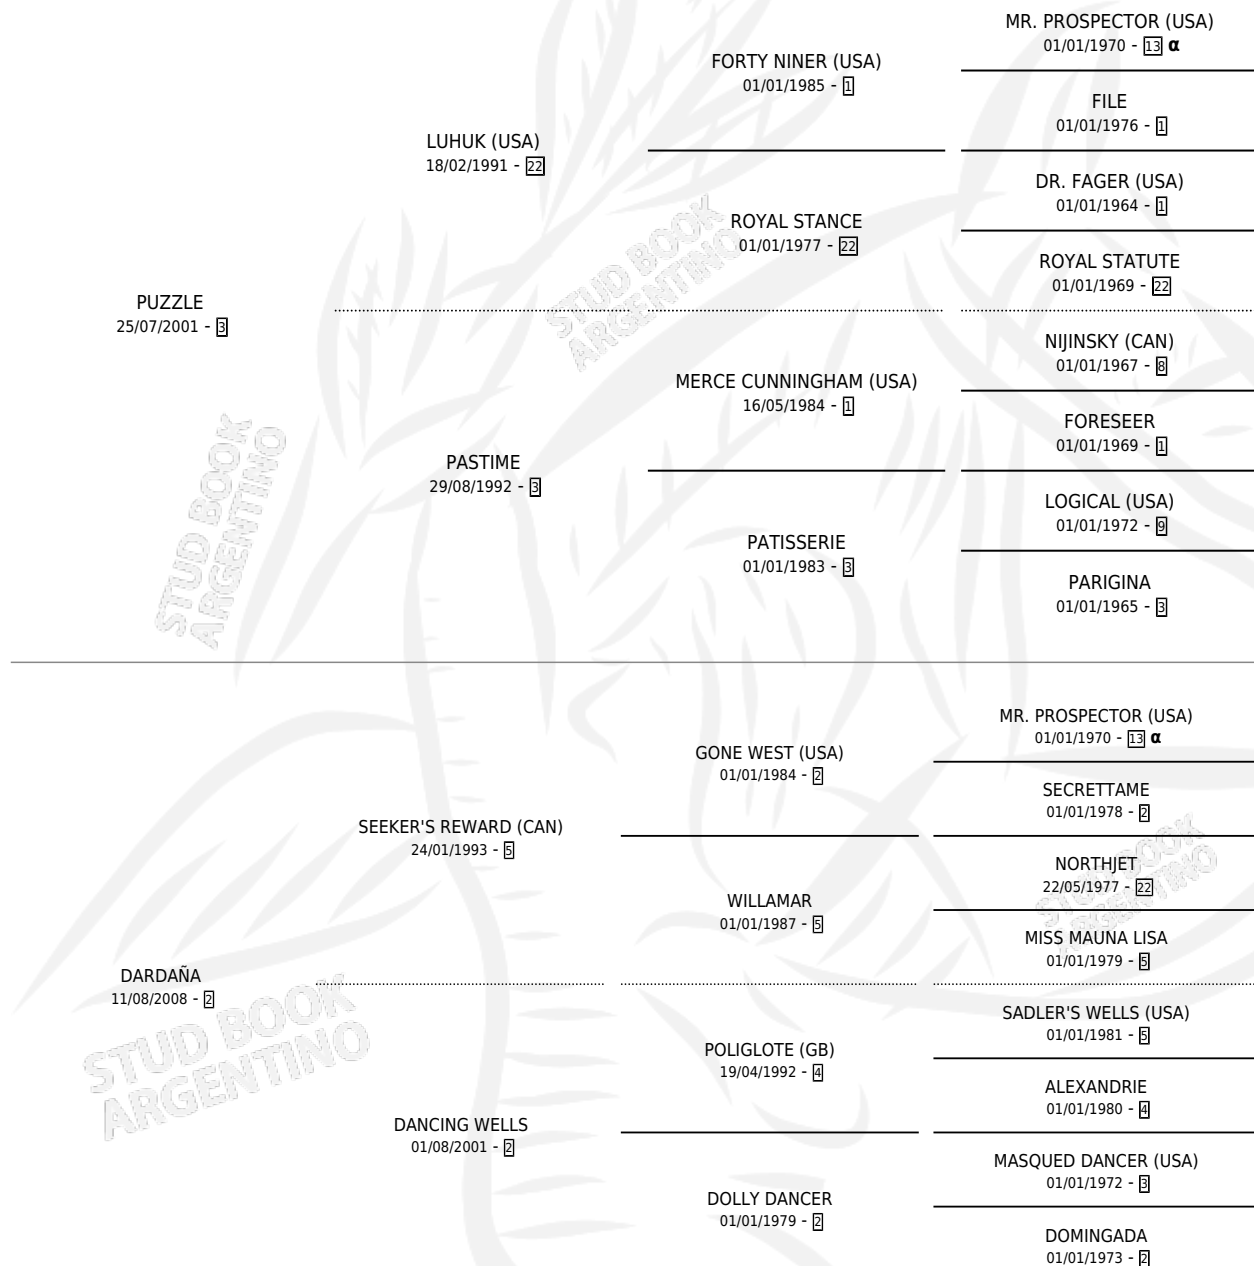 MR. PROSPECTOR (USA)
01/01/1970 - 13 α
FORTY NINER (USA)
01/01/1985 - 1
FILE
01/01/1976 - 1
LUHUK (USA)
18/02/1991 - 22
DR. FAGER (USA)
01/01/1964 - 1
ROYAL STANCE
01/01/1977 - 22
ROYAL STATUTE
01/01/1969 - 22
PUZZLE
25/07/2001 - 3
NIJINSKY (CAN)
01/01/1967 - 8
MERCE CUNNINGHAM (USA)
16/05/1984 - 1
FORESEER
01/01/1969 - 1
PASTIME
29/08/1992 - 3
LOGICAL (USA)
01/01/1972 - 9
PATISSERIE
01/01/1983 - 3
PARIGINA
01/01/1965 - 3
MR. PROSPECTOR (USA)
01/01/1970 - 13 α
GONE WEST (USA)
01/01/1984 - 2
SECRETTAME
01/01/1978 - 2
SEEKER'S REWARD (CAN)
24/01/1993 - 5
NORTHJET
22/05/1977 - 22
WILLAMAR
01/01/1987 - 5
MISS MAUNA LISA
01/01/1979 - 5
DARDAÑA
11/08/2008 - 2
SADLER'S WELLS (USA)
01/01/1981 - 5
POLIGLOTE (GB)
19/04/1992 - 4
ALEXANDRIE
01/01/1980 - 4
DANCING WELLS
01/08/2001 - 2
MASQUED DANCER (USA)
01/01/1972 - 3
DOLLY DANCER
01/01/1979 - 2
DOMINGADA
01/01/1973 - 2
STUD BOOK
ARGENTINO
STUD BOOK
ARGENTINO
STUD BOOK
ARGENTINO
STUD BOOK
ARGENTINO